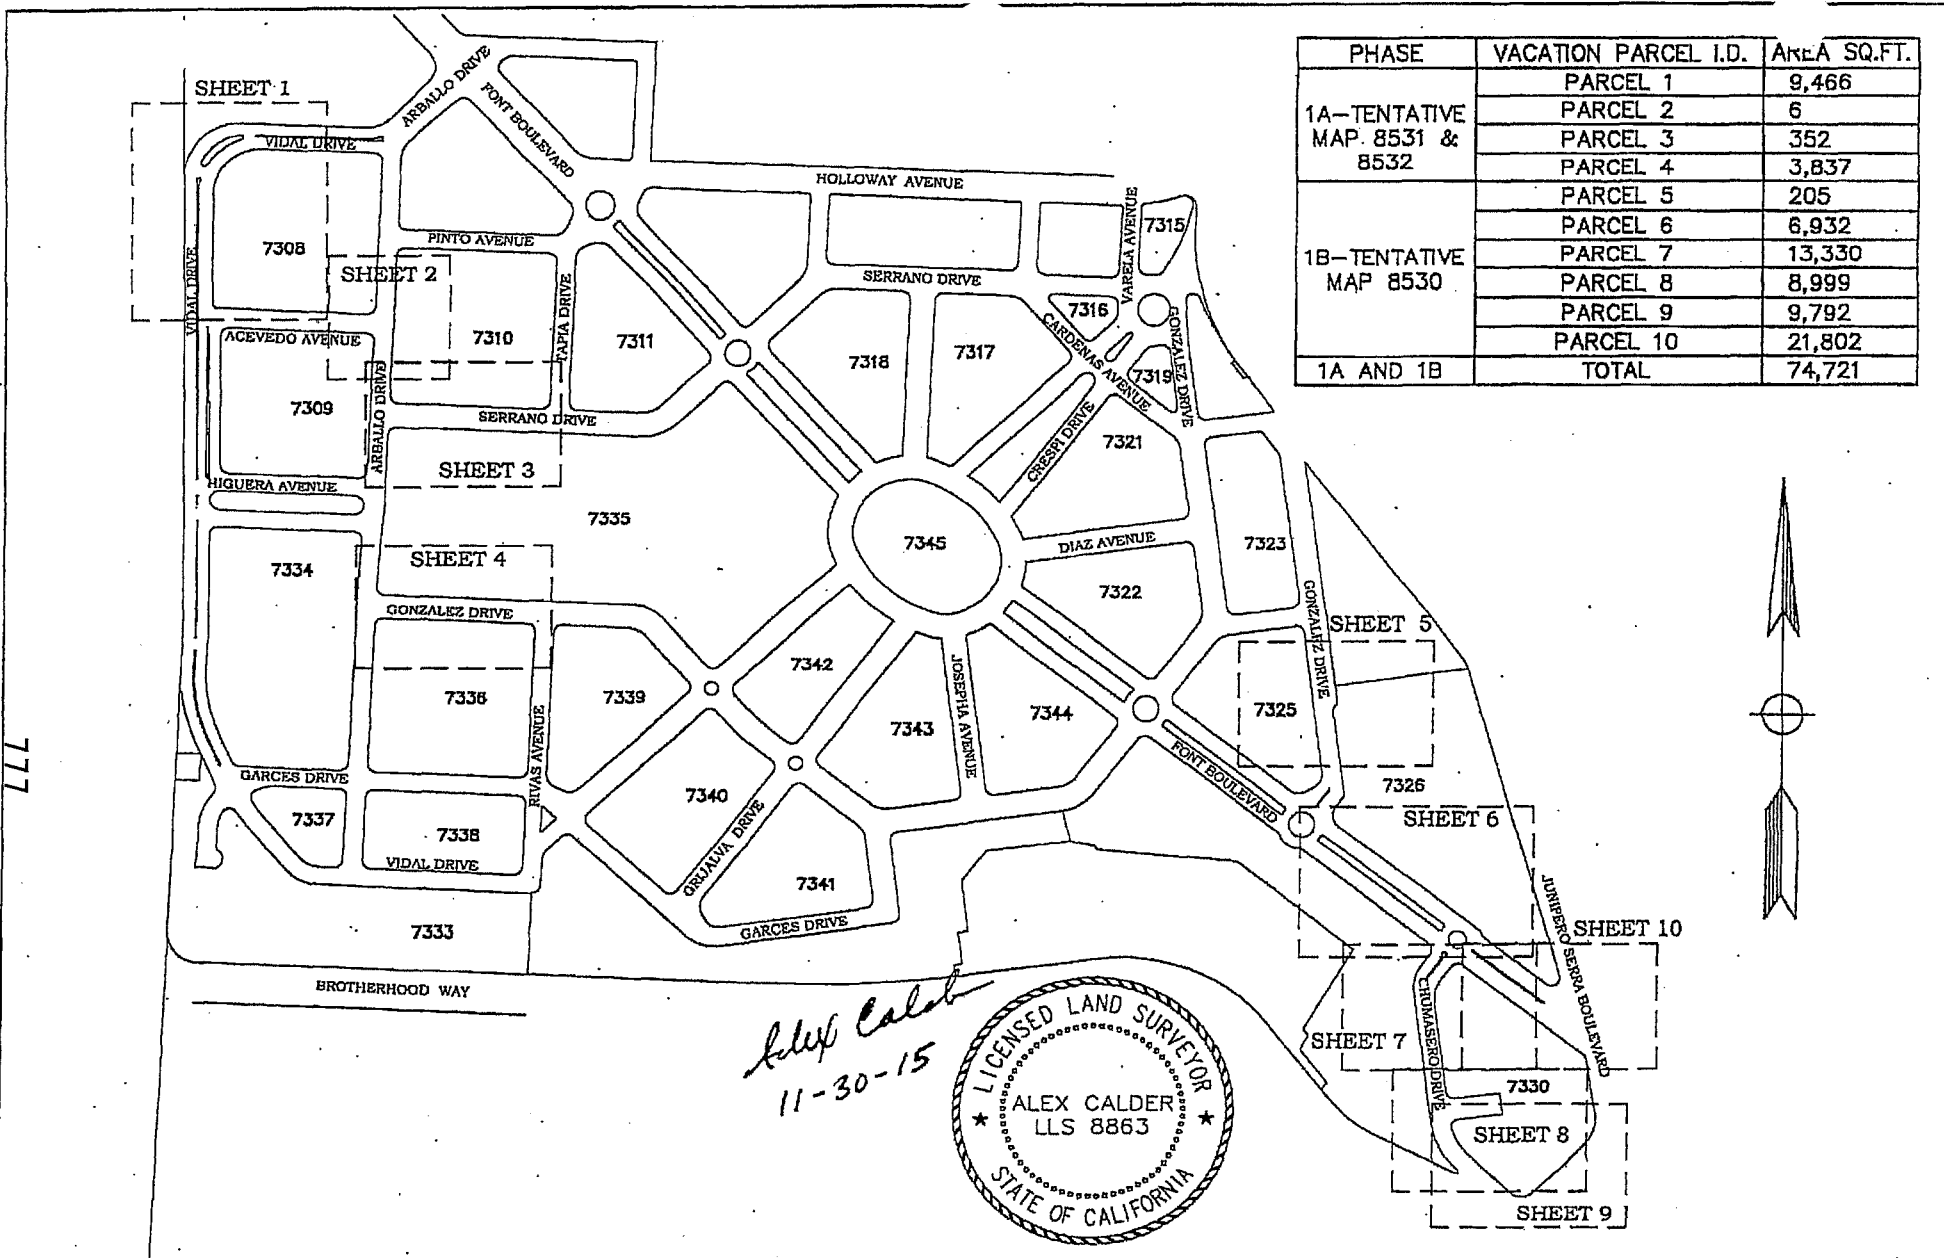 PHASE VACATION PARCEL I.D. AREA SQ.FT.
1A-TENTATIVE MAP 8531 & 8532
PARCEL 1 9,466
PARCEL 2 6
PARCEL 3 352
PARCEL 4 3,837
1B-TENTATIVE MAP 8530
PARCEL 5 205
PARCEL 6 6,932
PARCEL 7 13,330
PARCEL 8 8,999
PARCEL 9 9,792
PARCEL 10 21,802
1A AND 1B TOTAL 74,721
SHEET 1
ARBALLO DRIVE
FONT BOULEVARD
VIDAL DRIVE
HOLLOWAY AVENUE
VARELA AVENUE
7315
7308
PINTO AVENUE
SHEET 2
VIDAL DRIVE
TAPIA DRIVE
SERRANO DRIVE
7316
CARDENAS AVENUE
GONZALEZ DRIVE
ACEVEDO AVENUE
7310
7311
7318
7317
7319
7309
ARBALLO DRIVE
SERRANO DRIVE
CRESPI DRIVE
7321
SHEET 3
HIGUERA AVENUE
7335
7345
DIAZ AVENUE
7323
SHEET 4
7334
7322
GONZALEZ DRIVE
GONZALEZ DRIVE
SHEET 5
7336
7339
7342
JOSEPHA AVENUE
7343
7344
7325
RIVAS AVENUE
FONT BOULEVARD
GARCES DRIVE
7326
7337
7338
7340
GRIJALVA DRIVE
SHEET 6
VIDAL DRIVE
7341
JUNIPERO SERRA BOULEVARD
7333
GARCES DRIVE
SHEET 10
BROTHERHOOD WAY
CHUMASERO DRIVE
SHEET 7
7330
SHEET 8
SHEET 9
Alex Calder
11-30-15
LICENSED LAND SURVEYOR
ALEX CALDER
LLS 8863
STATE OF CALIFORNIA
777